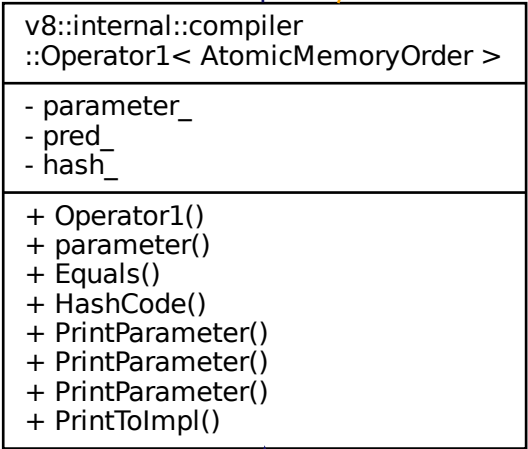 v8::internal::compiler
::Operator1< AtomicMemoryOrder >
- parameter_
- pred_
- hash_
+ Operator1()
+ parameter()
+ Equals()
+ HashCode()
+ PrintParameter()
+ PrintParameter()
+ PrintParameter()
+ PrintToImpl()